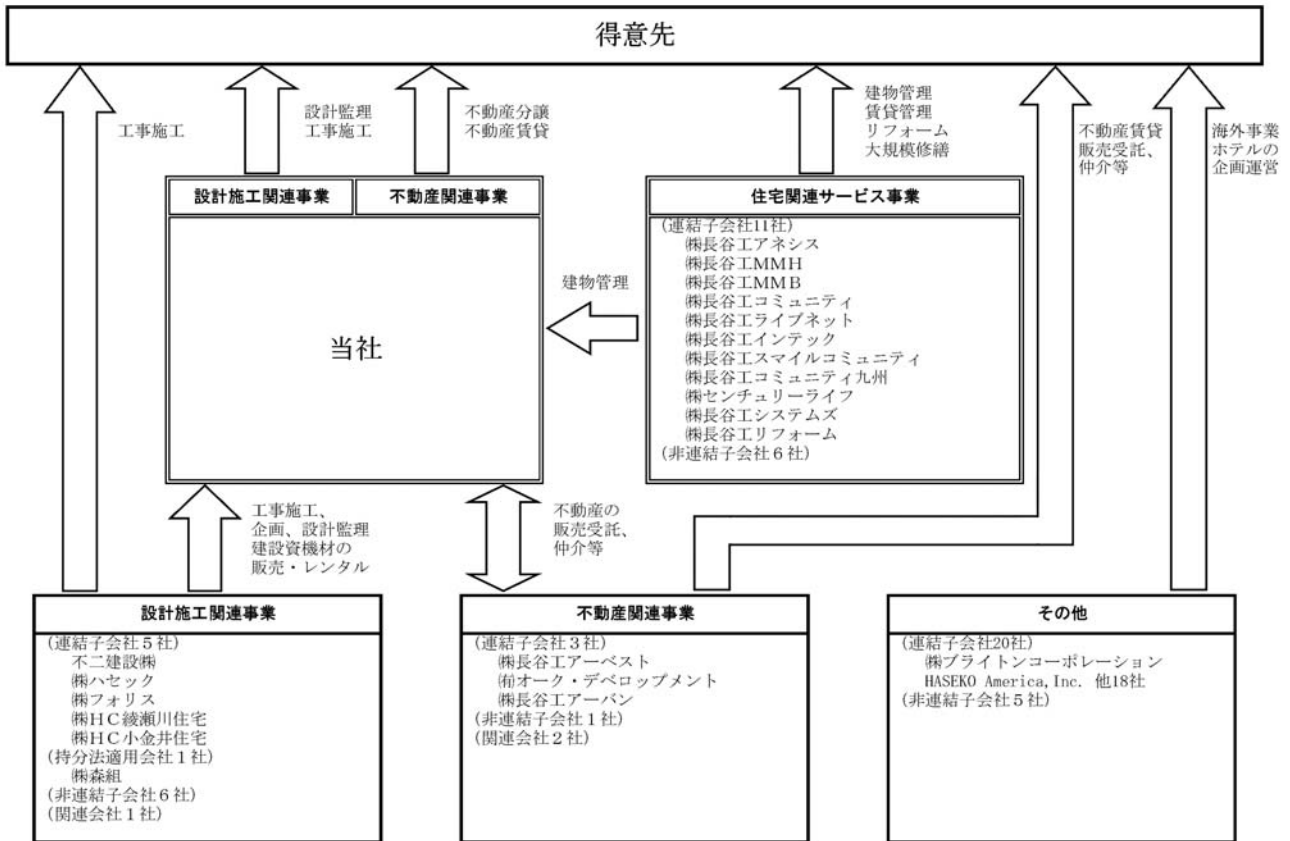 得意先
工事施工
設計監理
工事施工
不動産分譲
不動産賃貸
建物管理
賃貸管理
リフォーム
大規模修繕
不動産賃貸
販売受託、
仲介等
海外事業
ホテルの
企画運営
設計施工関連事業
不動産関連事業
当社
建物管理
住宅関連サービス事業
(連結子会社11社)
㈱長谷工アネシス
㈱長谷工ＭＭＨ
㈱長谷工ＭＭＢ
㈱長谷工コミュニティ
㈱長谷工ライブネット
㈱長谷工インテック
㈱長谷工スマイルコミュニティ
㈱長谷工コミュニティ九州
㈱センチュリーライフ
㈱長谷工システムズ
㈱長谷工リフォーム
(非連結子会社６社)
工事施工、
企画、設計監理
建設資機材の
販売・レンタル
不動産の
販売受託、
仲介等
設計施工関連事業
(連結子会社５社)
不二建設㈱
㈱ハセック
㈱フォリス
㈱ＨＣ綾瀬川住宅
㈱ＨＣ小金井住宅
(持分法適用会社１社)
㈱森組
(非連結子会社６社)
(関連会社１社)
不動産関連事業
(連結子会社３社)
㈱長谷工アーベスト
㈲オーク・デベロップメント
㈱長谷工アーバン
(非連結子会社１社)
(関連会社２社)
その他
(連結子会社20社)
㈱ブライトンコーポレーション
HASEKO America,Inc. 他18社
(非連結子会社５社)